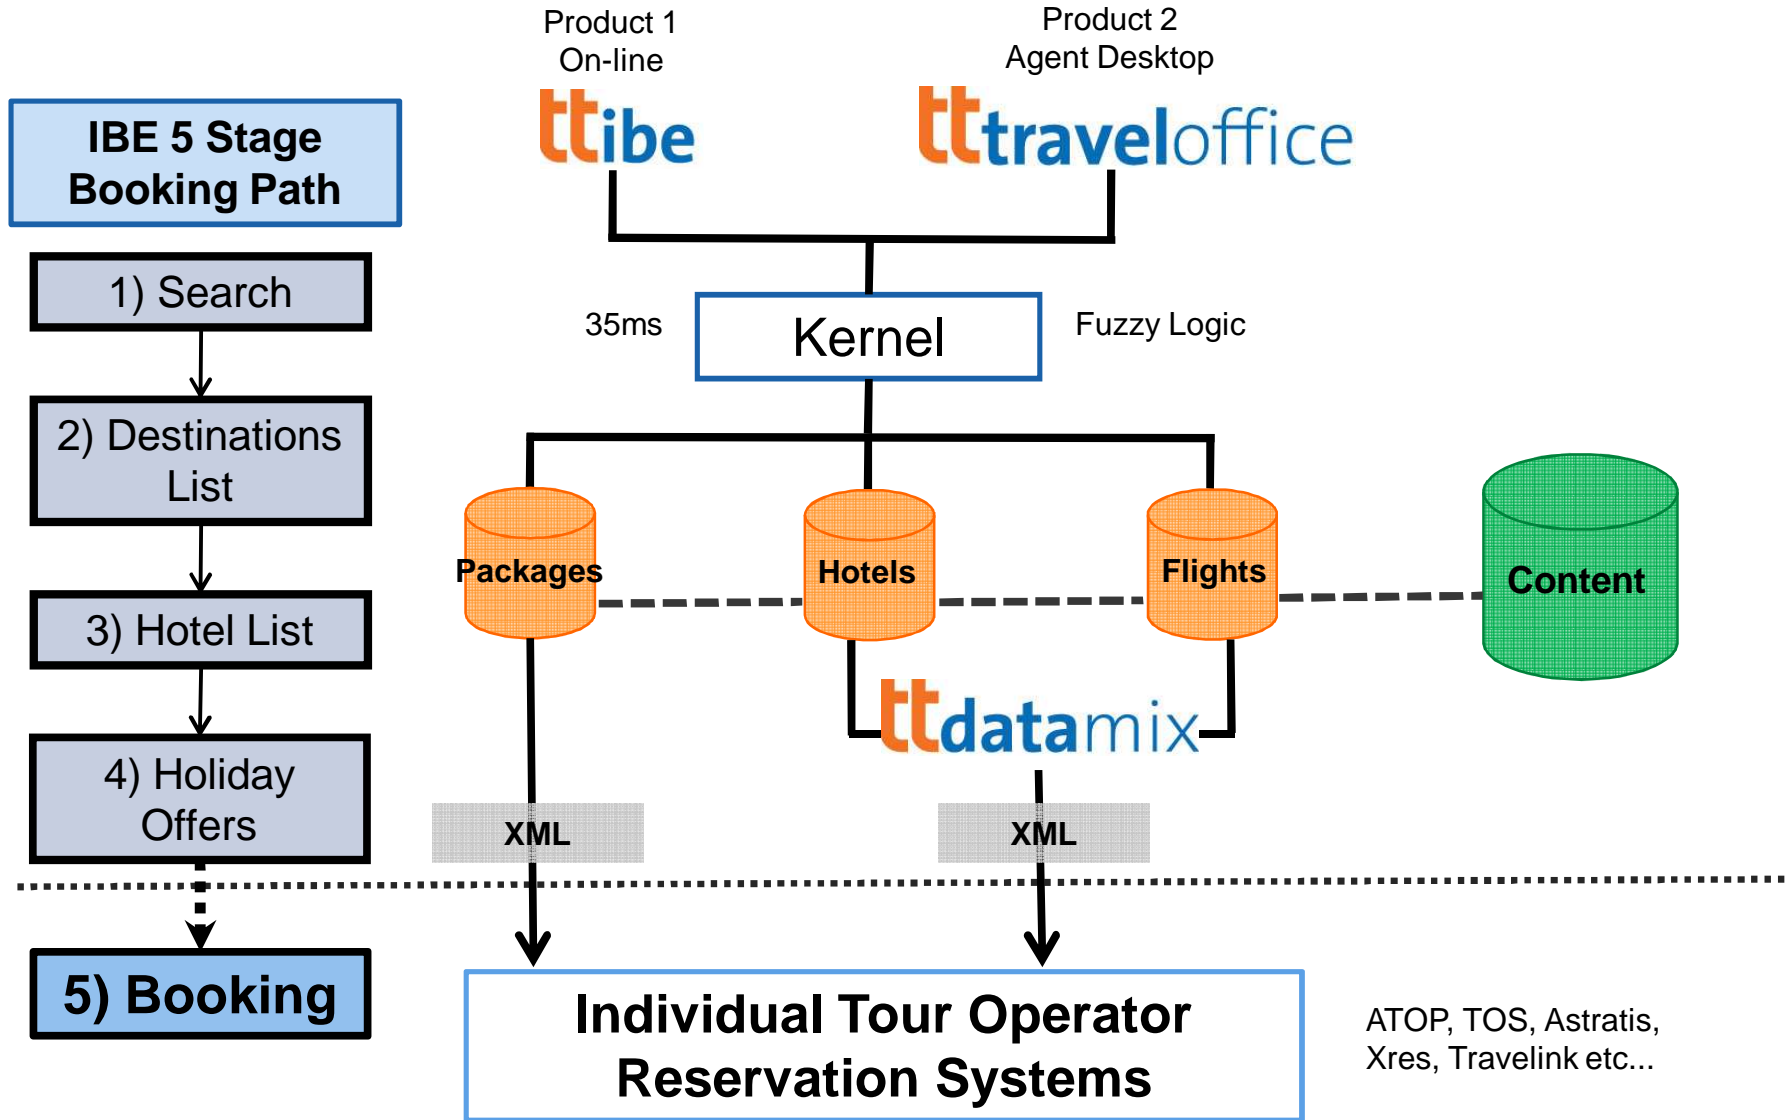 Product 1
On-line
Product 2
Agent Desktop
ttibe
tttraveloffice
IBE 5 Stage
Booking Path
1) Search
2) Destinations
List
3) Hotel List
4) Holiday
Offers
5) Booking
35ms
Kernel
Fuzzy Logic
Packages
Hotels
Flights
Content
ttdatamix
XML
XML
Individual Tour Operator
Reservation Systems
ATOP, TOS, Astratis,
Xres, Travelink etc...